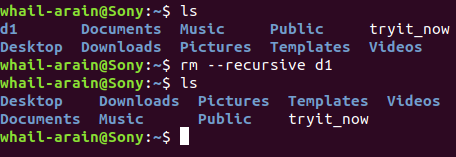 whail-arain@Sony:~$ ls
d1 Documents Music Public tryit_now
Desktop Downloads Pictures Templates Videos
whail-arain@Sony:~$ rm --recursive d1
whail-arain@Sony:~$ ls
Desktop Downloads Pictures Templates Videos
Documents Music Public tryit_now
whail-arain@Sony:~$